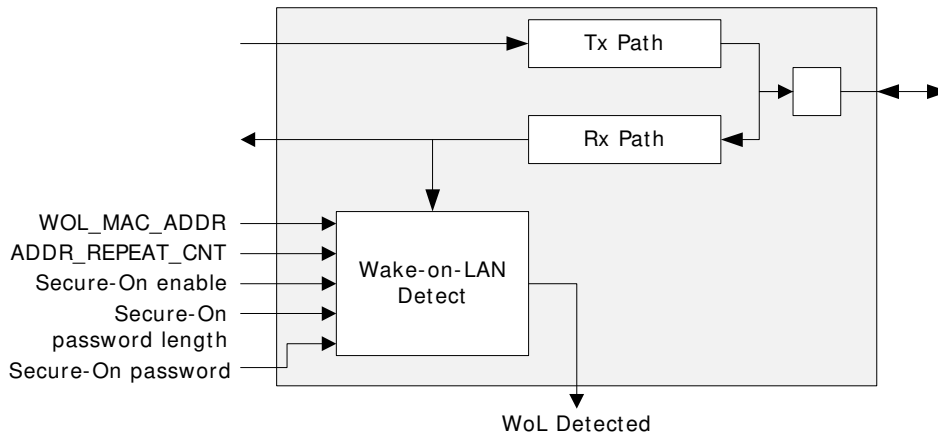 Tx Path
Rx Path
WOL_MAC_ADDR
ADDR_REPEAT_CNT
Secure-On enable
Secure-On
password length
Secure-On password
Wake-on-LAN
Detect
WoL Detected